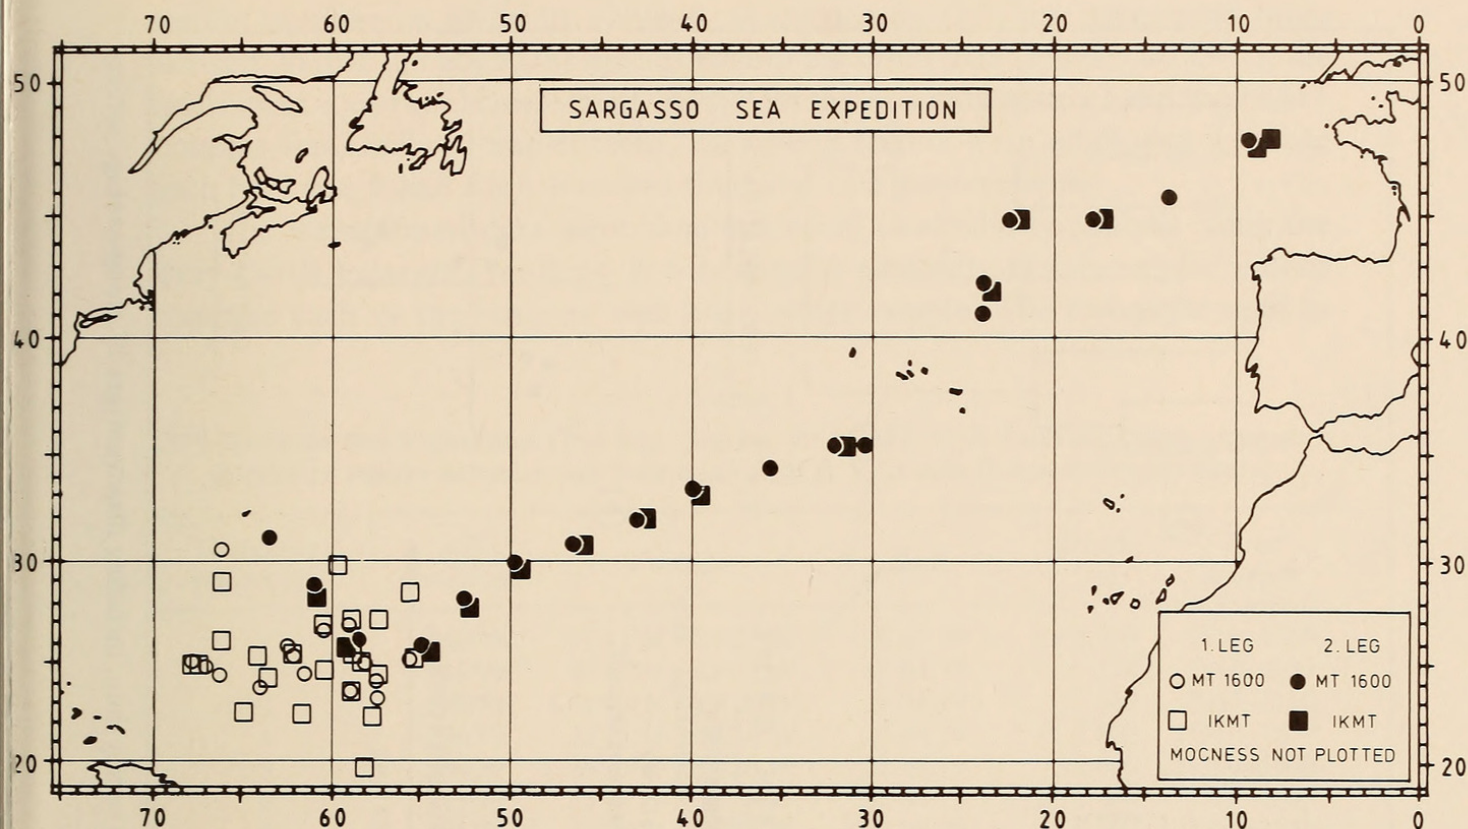 70 60 50 40 30 20 10 0
50 50
SARGASSO SEA EXPEDITION
40 40
30 30
1. LEG 2. LEG
MT 1600 MT 1600
IKMT IKMT
MOCNESS NOT PLOTTED
20 20
70 60 50 40 30 20 10 0